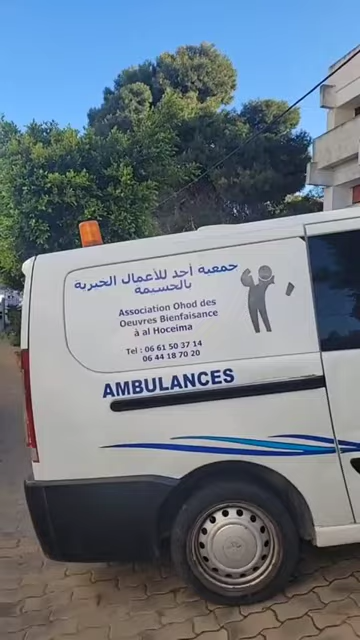 جمعية أحد للأعمال الخيرية
بالحسيمة
Association Ohod des
Oeuvres Bienfaisance
à al Hoceima
Tel : 06 61 50 37 14
06 44 18 70 20
AMBULANCES